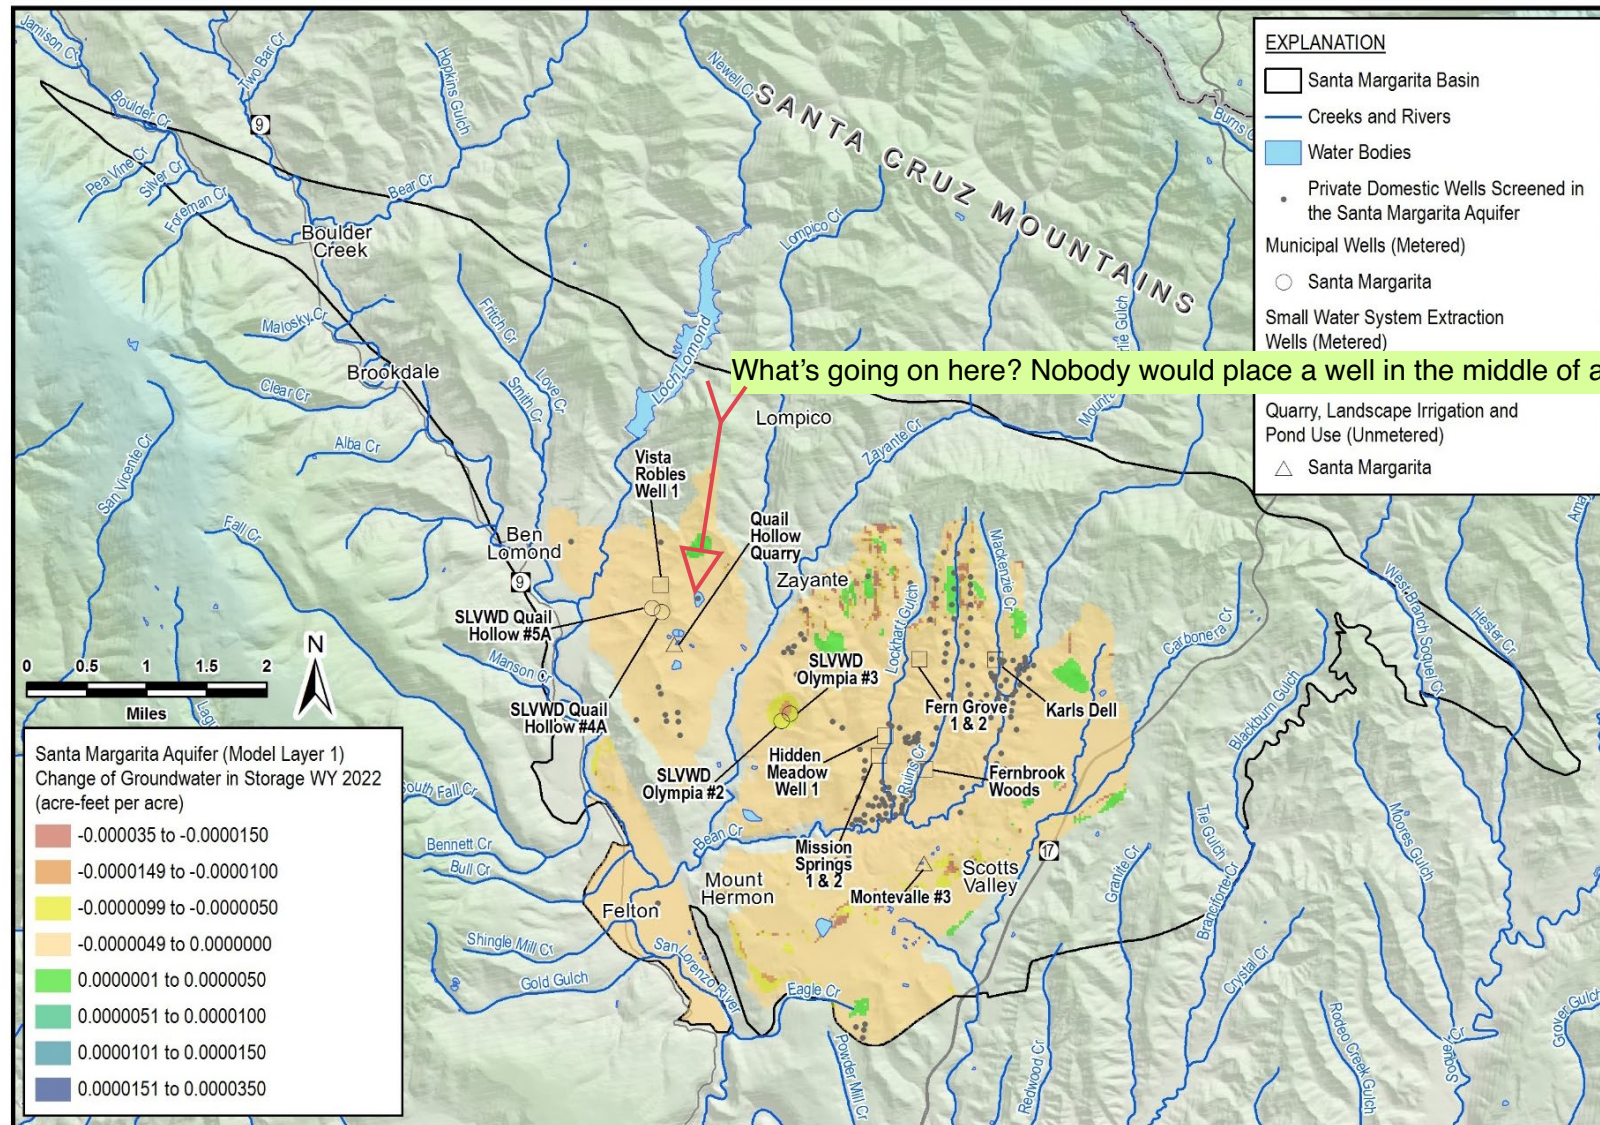 Jamison Cr
Two Bar Cr
Hopkins Gulch
Newell Cr
SANTA CRUZ MOUNTAINS
Burns
Boulder Cr
9
Pea Vine Cr
Silver Cr
Foreman Cr
Bear Cr
Boulder
Creek
Lompico Cr
Malosky Cr
Fritch Cr
Loch Lomond
Brookdale
Clear Cr
Smith Cr
Love Cr
What's going on here? Nobody would place a well in the middle of a
Lompico
Alba Cr
San Vicente Cr
Zayante Cr
Vista
Robles
Well 1
Fall Cr
Ben
Lomond
Quail
Hollow
Quarry
Mackenzie Cr
9
Zayante
SLVWD Quail
Hollow #5A
Lockhart Gulch
West Branch Soquel Cr
Hester Cr
Carbonera Cr
N
0 0.5 1 1.5 2
Miles
Manson Cr
SLVWD
Olympia #3
SLVWD Quail
Hollow #4A
Fern Grove
1 & 2
Karls Dell
Blackburn Gulch
SLVWD
Olympia #2
Hidden
Meadow
Well 1
Ruins Cr
Fernbrook
Woods
South Fall Cr
Bean Cr
Bennett Cr
Bull Cr
Mission
Springs
1 & 2
17
Tie Gulch
Moores Gulch
Granite Cr
Mount
Hermon
Scotts
Valley
Montevalle #3
Branciforte Cr
Felton
Shingle Mill Cr
San Lorenzo River
Gold Gulch
Eagle Cr
Crystal Cr
Powder Mill Cr
Redwood Cr
Rodeo Creek Gulch
Soquel Cr
Grover Gulch
EXPLANATION
Santa Margarita Basin
Creeks and Rivers
Water Bodies
Private Domestic Wells Screened in
the Santa Margarita Aquifer
Municipal Wells (Metered)
Santa Margarita
Small Water System Extraction
Wells (Metered)
Quarry, Landscape Irrigation and
Pond Use (Unmetered)
Santa Margarita
Santa Margarita Aquifer (Model Layer 1)
Change of Groundwater in Storage WY 2022
(acre-feet per acre)
-0.000035 to -0.0000150
-0.0000149 to -0.0000100
-0.0000099 to -0.0000050
-0.0000049 to 0.0000000
0.0000001 to 0.0000050
0.0000051 to 0.0000100
0.0000101 to 0.0000150
0.0000151 to 0.0000350